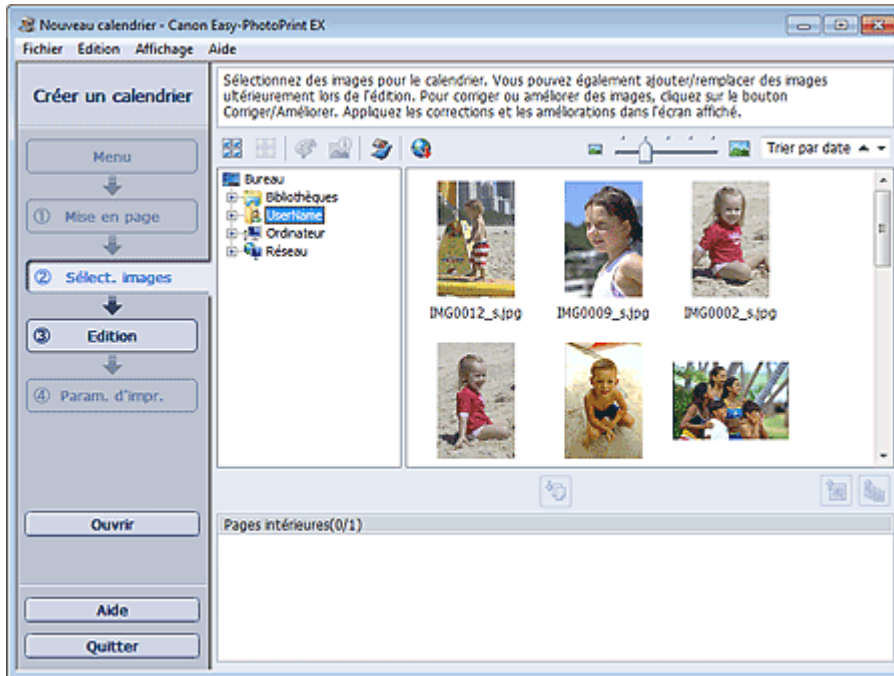 Nouveau calendrier - Canon Easy-PhotoPrint EX
Fichier Edition Affichage Aide
Créer un calendrier
Sélectionnez des images pour le calendrier. Vous pouvez également ajouter/remplacer des images
ultérieurement lors de l'édition. Pour corriger ou améliorer des images, cliquez sur le bouton
Corriger/Améliorer. Appliquez les corrections et les améliorations dans l'écran affiché.
Menu
① Mise en page
② Sélect. images
③ Edition
④ Param. d'impr.
Ouvrir
Aide
Quitter
Trier par date
Bureau
Bibliothèques
UserName
Ordinateur
Réseau
IMG0012_s.jpg IMG0009_s.jpg IMG0002_s.jpg
Pages intérieures(0/1)